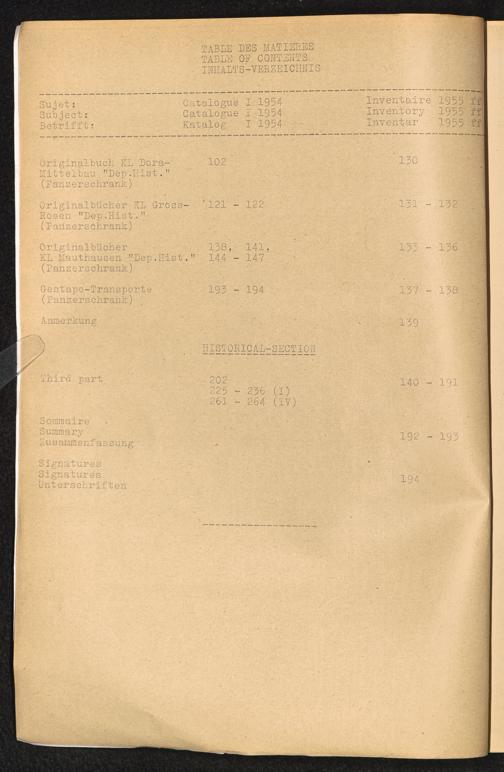 TABLE DES MATIERES
TABLE OF CONTENTS
INHALTS-VERZEICHNIS
Sujet: Catalogue I 1954 Inventaire 1955 ff
Subject: Catalogue I 1954 Inventory 1955 ff
Betrifft: Katalog I 1954 Inventar 1955 ff
Originalbuch KL Dora- 102 130
Mittelbau "Dep.Hist."
(Panzerschrank)
Originalbücher KL Gross- 121 - 122 131 - 132
Rosen "Dep.Hist."
(Panzerschrank)
Originalbücher 138, 141, 133 - 136
KL Mauthausen "Dep.Hist." 144 - 147
(Panzerschrank)
Gestapo-Transporte 193 - 194 137 - 138
(Panzerschrank)
Anmerkung 139
HISTORICAL-SECTION
Third part 202 140 - 191
225 - 236 (I)
261 - 264 (IV)
Sommaire
Summary 192 - 193
Zusammenfassung
Signatures
Signatures 194
Unterschriften